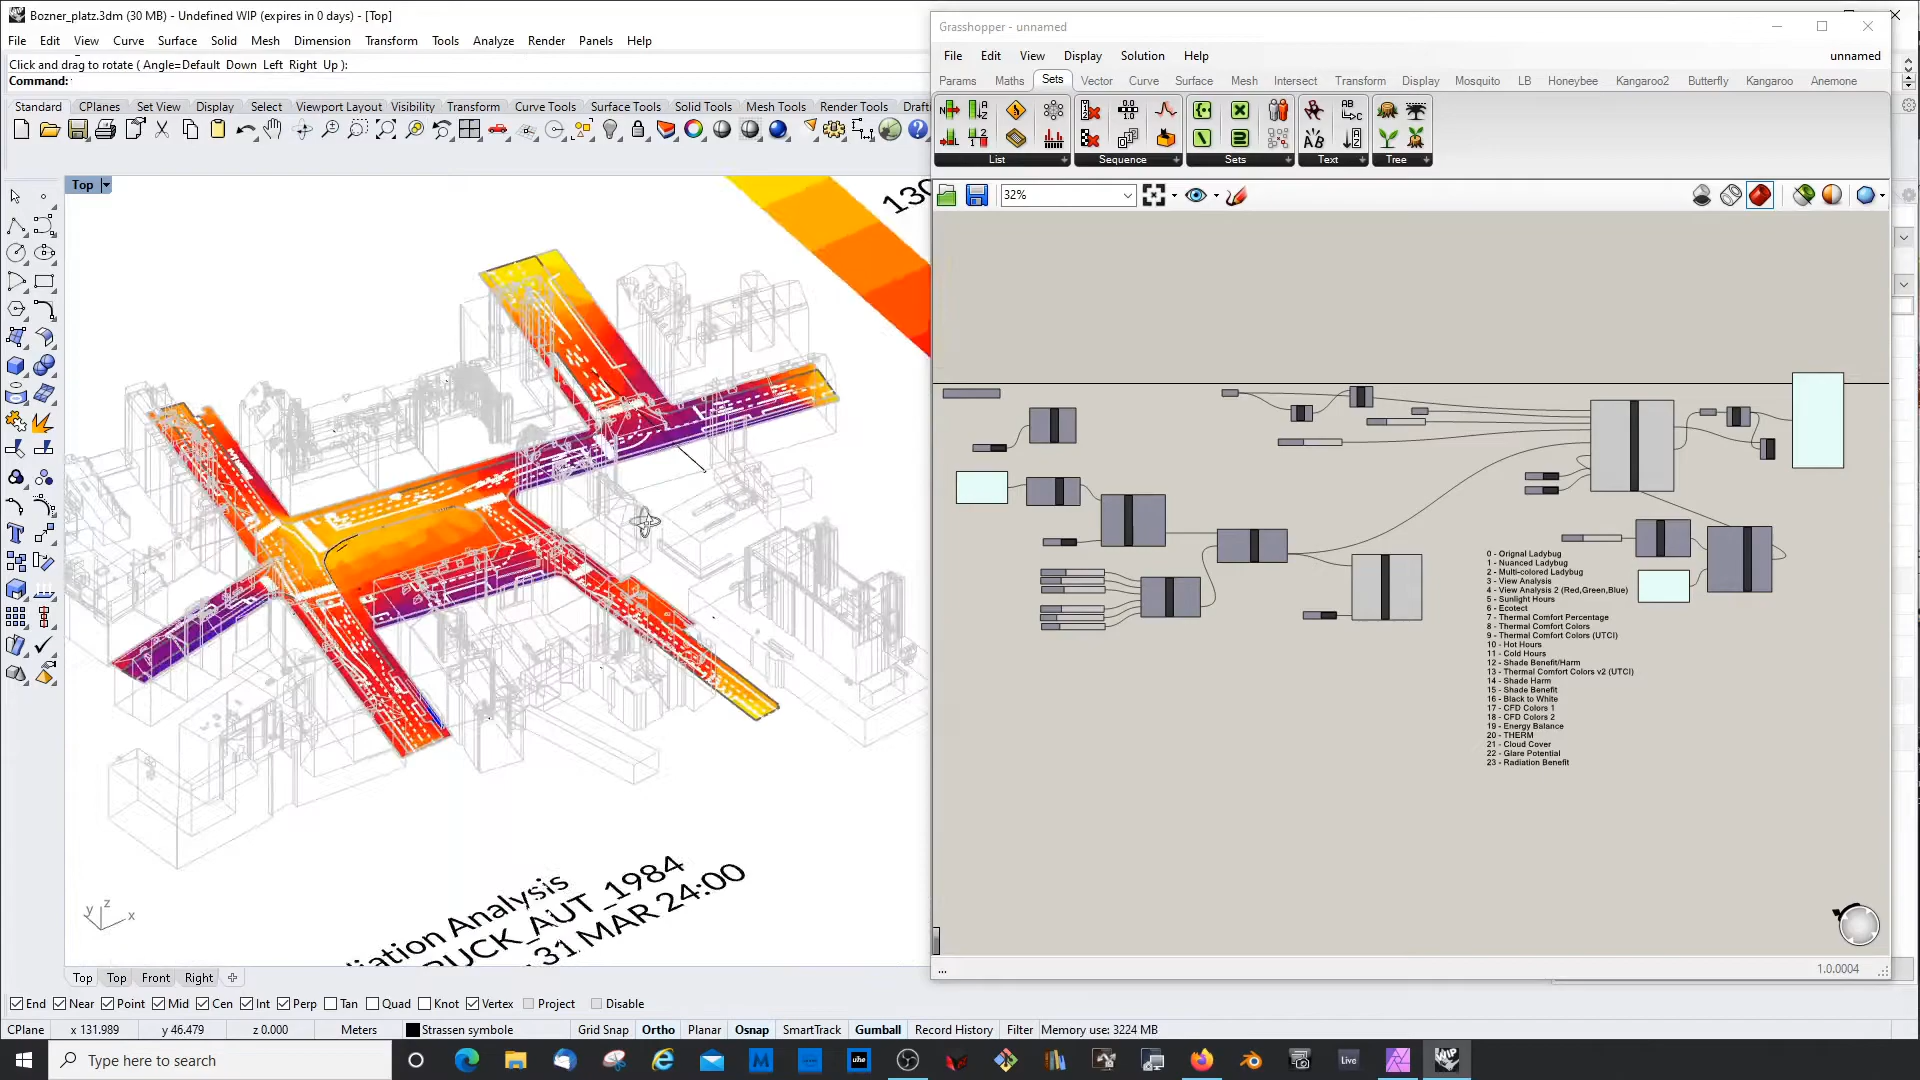 Bozner_platz.3dm (30 MB) - Undefined WIP (expires in 0 days) - [Top]
File Edit View Curve Surface Solid Mesh Dimension Transform Tools Analyze Render Panels Help
Click and drag to rotate ( Angle=Default Down Left Right Up ):
Command:
Standard CPlanes Set View Display Select Viewport Layout Visibility Transform Curve Tools Surface Tools Solid Tools Mesh Tools Render Tools Draft
Top
130
iation Analysis
RUCK_AUT_1984
31 MAR 24:00
y z x
Top Top Front Right
End Near Point Mid Cen Int Perp Tan Quad Knot Vertex Project Disable
CPlane x 131.989 y 46.479 z 0.000 Meters Strassen symbole Grid Snap Ortho Planar Osnap SmartTrack Gumball Record History Filter Memory use: 3224 MB
Type here to search
uhe
Live
WIP
Grasshopper - unnamed
File Edit View Display Solution Help unnamed
Params Maths Sets Vector Curve Surface Mesh Intersect Transform Display Mosquito LB Honeybee Kangaroo2 Butterfly Kangaroo Anemone
List Sequence Sets Text Tree
32%
0 - Orignal Ladybug
1 - Nuanced Ladybug
2 - Multi-colored Ladybug
3 - View Analysis
4 - View Analysis 2 (Red,Green,Blue)
5 - Sunlight Hours
6 - Ecotect
7 - Thermal Comfort Percentage
8 - Thermal Comfort Colors
9 - Thermal Comfort Colors (UTCI)
10 - Hot Hours
11 - Cold Hours
12 - Shade Benefit/Harm
13 - Thermal Comfort Colors v2 (UTCI)
14 - Shade Harm
15 - Shade Benefit
16 - Black to White
17 - CFD Colors 1
18 - CFD Colors 2
19 - Energy Balance
20 - THERM
21 - Cloud Cover
22 - Glare Potential
23 - Radiation Benefit
...
1.0.0004